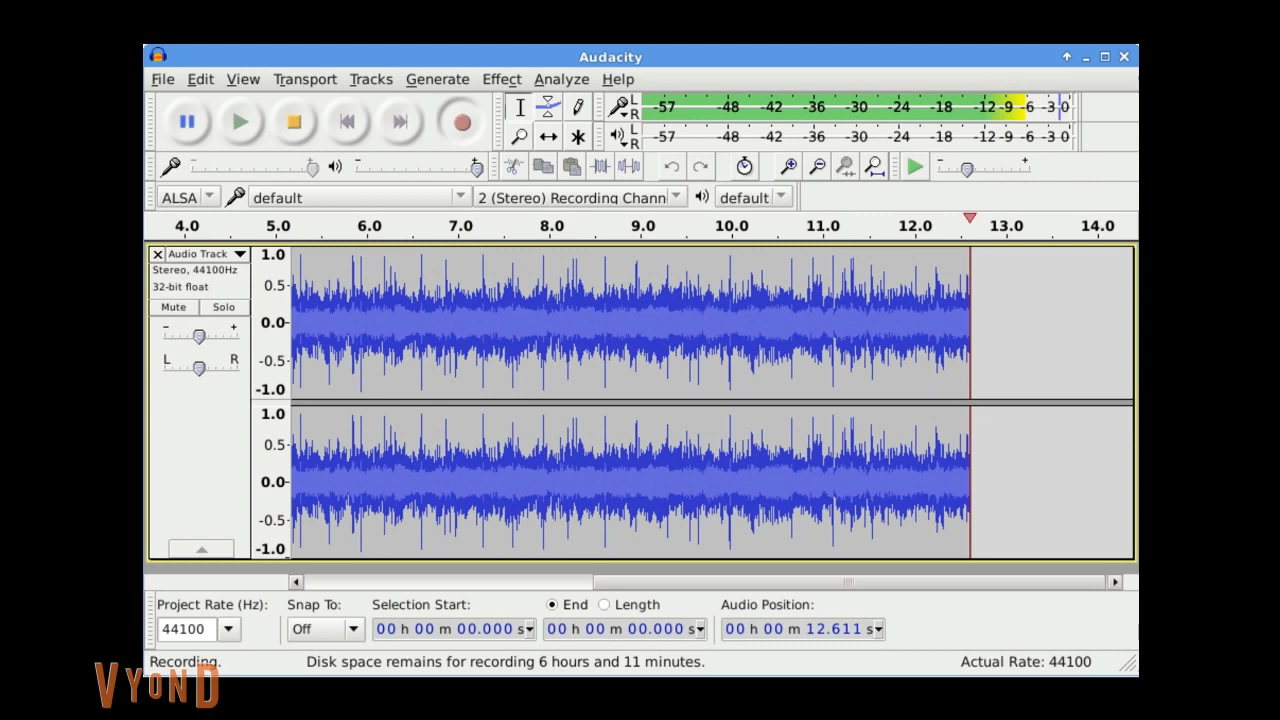 Audacity
File Edit View Transport Tracks Generate Effect Analyze Help
L R -57 -48 -42 -36 -30 -24 -18 -12 -9 -6 -3 0
L R -57 -48 -42 -36 -30 -24 -18 -12 -9 -6 -3 0
- + - + - +
ALSA default 2 (Stereo) Recording Chann default
4.0 5.0 6.0 7.0 8.0 9.0 10.0 11.0 12.0 13.0 14.0
X Audio Track
Stereo, 44100Hz
32-bit float
Mute Solo
- +
L R
1.0
0.5
0.0
-0.5
-1.0
1.0
0.5
0.0
-0.5
-1.0
Project Rate (Hz): Snap To: Selection Start: End Length Audio Position:
44100 Off 00 h 00 m 00.000 s 00 h 00 m 00.000 s 00 h 00 m 12.611 s
Recording. Disk space remains for recording 6 hours and 11 minutes. Actual Rate: 44100
VYOND